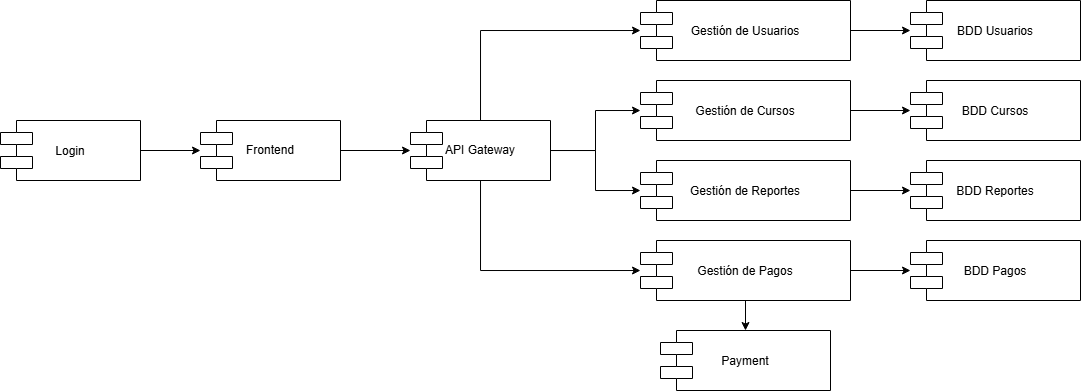 Gestión de Usuarios
BDD Usuarios
Gestión de Cursos
BDD Cursos
Login
Frontend
API Gateway
Gestión de Reportes
BDD Reportes
Gestión de Pagos
BDD Pagos
Payment